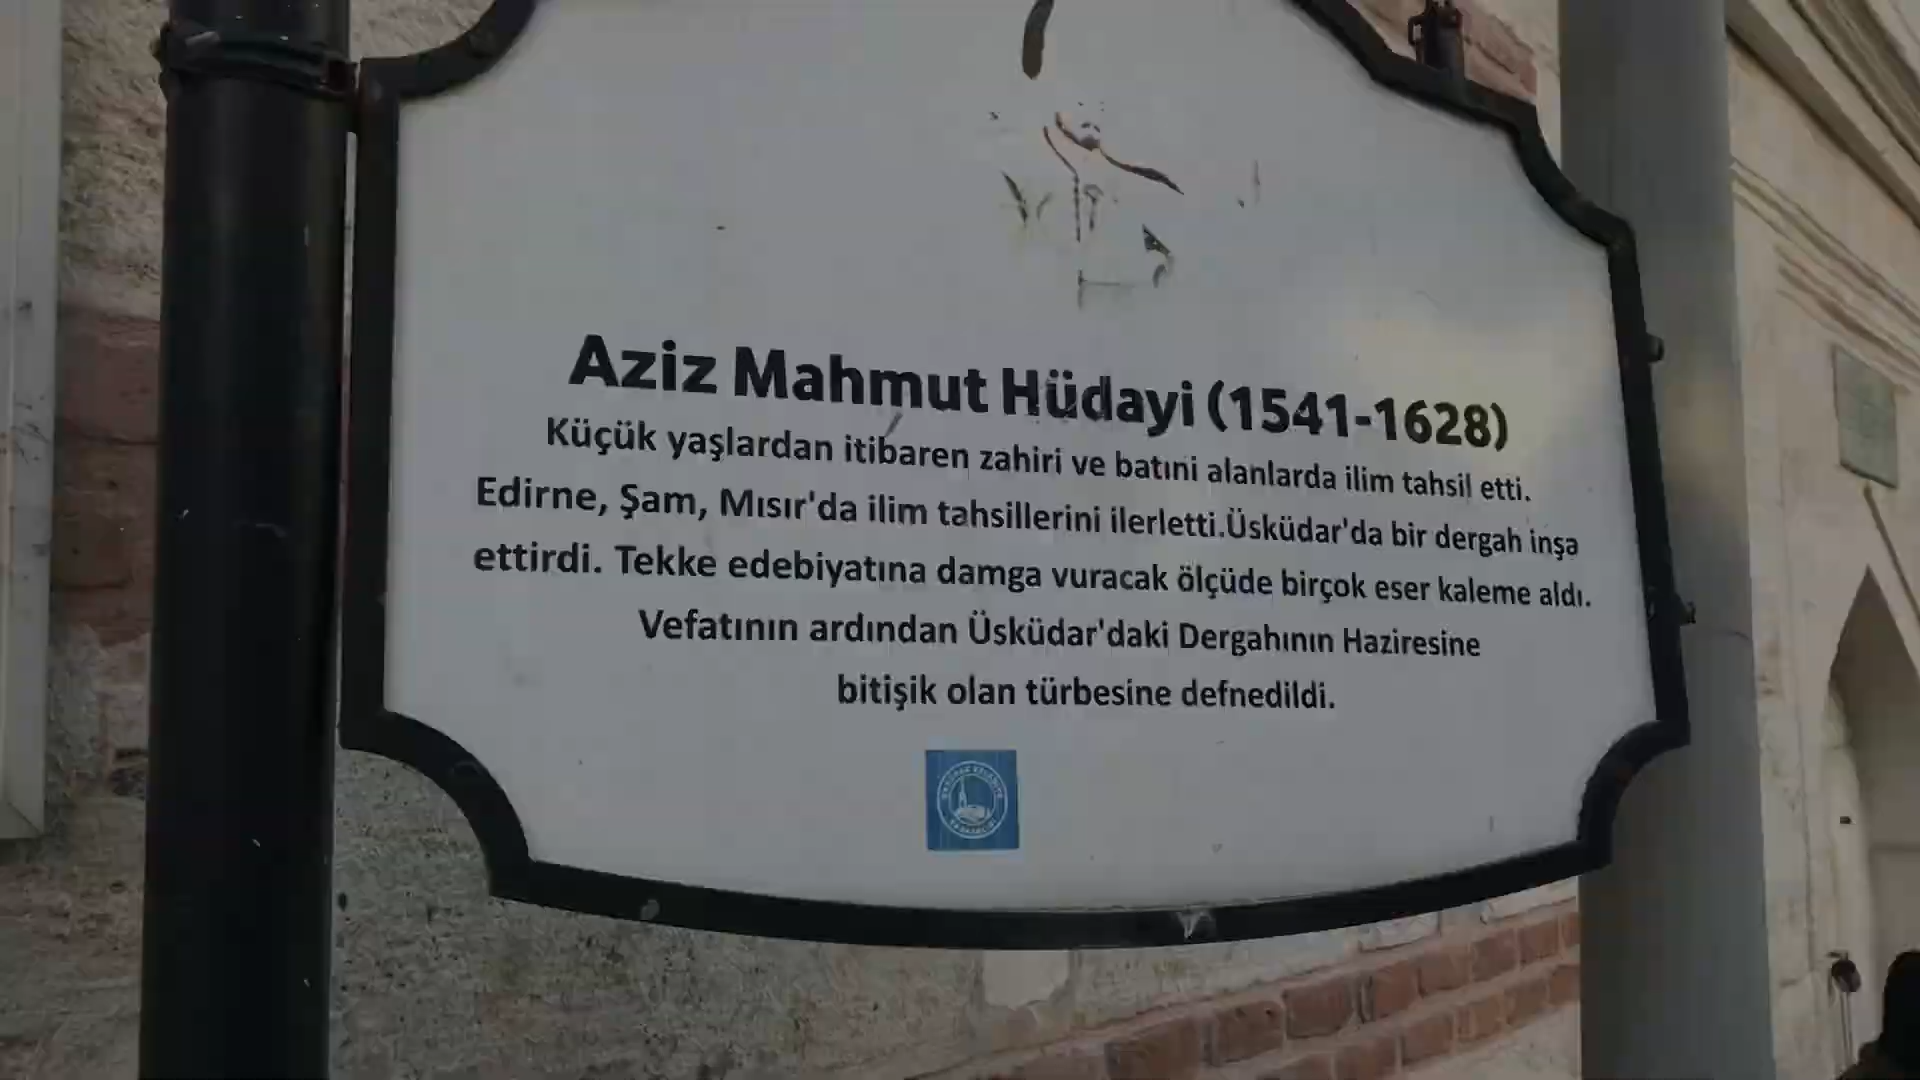 Aziz Mahmut Hüdayi (1541-1628)
Küçük yaşlardan itibaren zahiri ve batıni alanlarda ilim tahsil etti.
Edirne, Şam, Mısır'da ilim tahsillerini ilerletti.Üsküdar'da bir dergah inşa
ettirdi. Tekke edebiyatına damga vuracak ölçüde birçok eser kaleme aldı.
Vefatının ardından Üsküdar'daki Dergahının Haziresine
bitişik olan türbesine defnedildi.